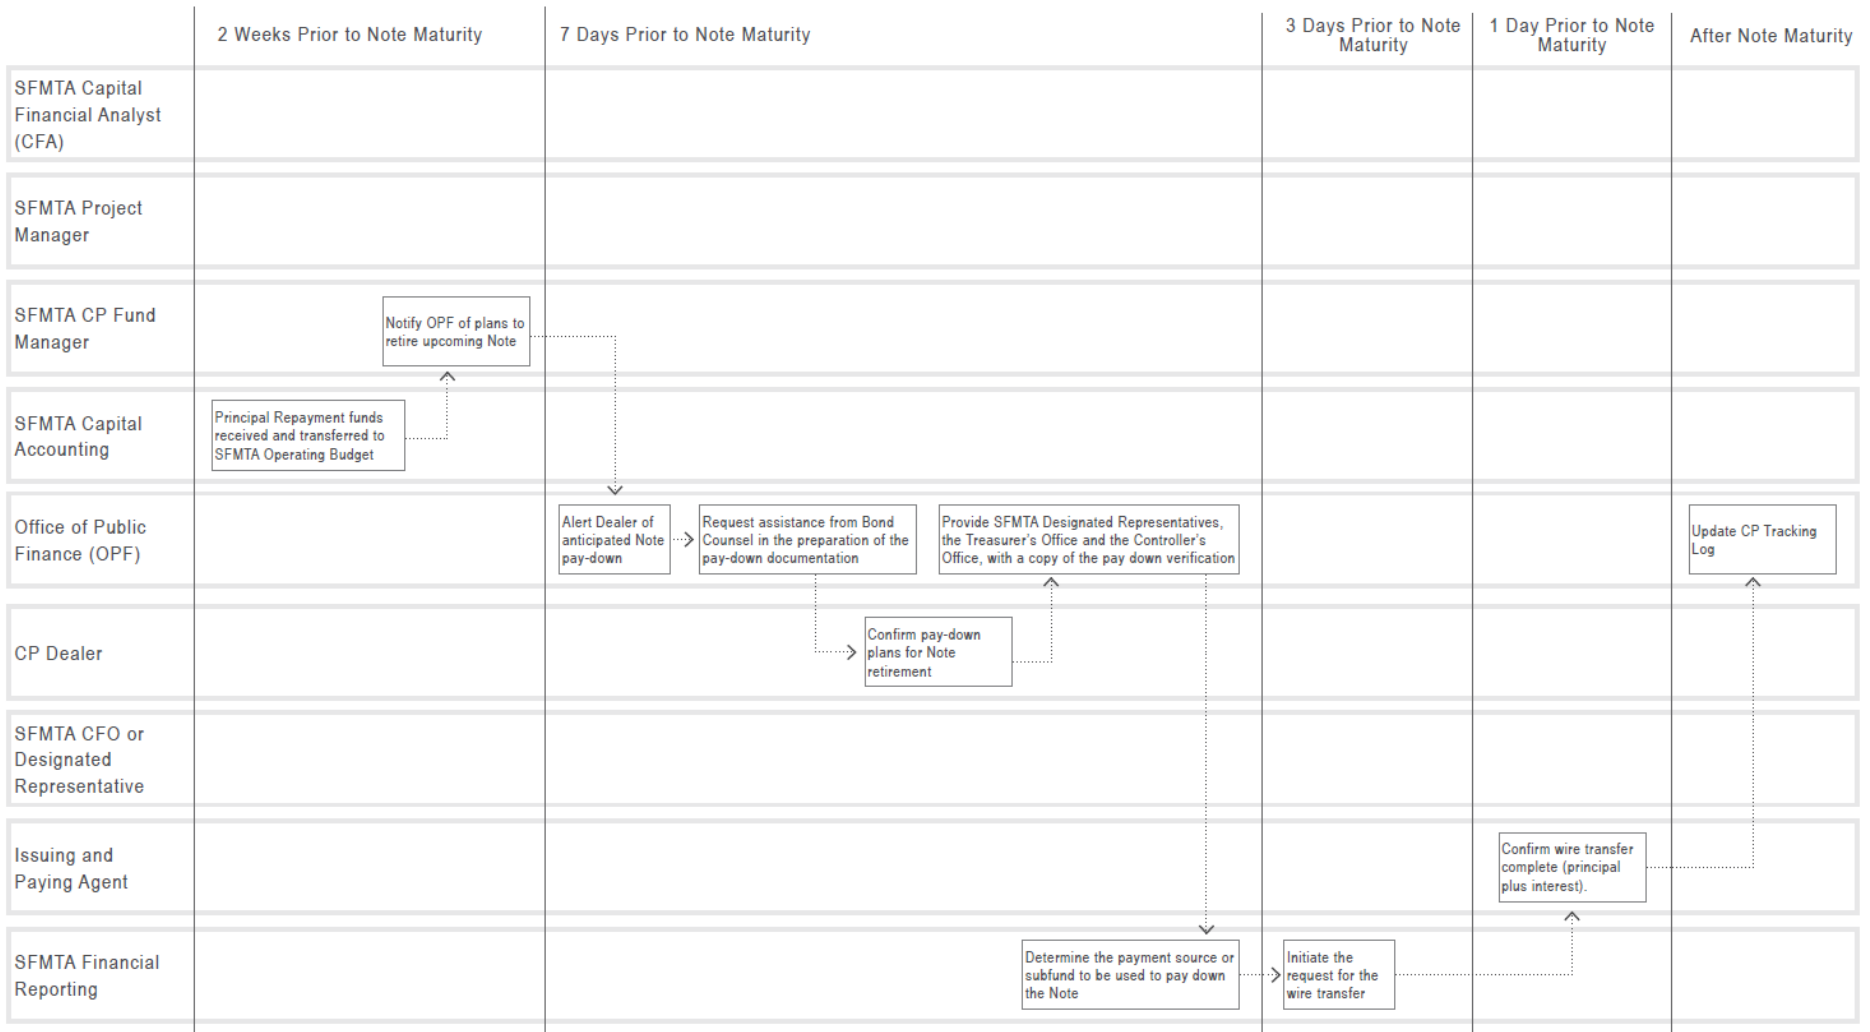 2 Weeks Prior to Note Maturity
7 Days Prior to Note Maturity
3 Days Prior to Note
Maturity
1 Day Prior to Note
Maturity
After Note Maturity
SFMTA Capital
Financial Analyst
(CFA)
SFMTA Project
Manager
SFMTA CP Fund
Manager
Notify OPF of plans to
retire upcoming Note
SFMTA Capital
Accounting
Principal Repayment funds
received and transferred to
SFMTA Operating Budget
Office of Public
Finance (OPF)
Alert Dealer of
anticipated Note
pay-down
Request assistance from Bond
Counsel in the preparation of the
pay-down documentation
Provide SFMTA Designated Representatives,
the Treasurer's Office and the Controller's
Office, with a copy of the pay down verification
Update CP Tracking
Log
CP Dealer
Confirm pay-down
plans for Note
retirement
SFMTA CFO or
Designated
Representative
Issuing and
Paying Agent
Confirm wire transfer
complete (principal
plus interest).
SFMTA Financial
Reporting
Determine the payment source or
subfund to be used to pay down
the Note
Initiate the
request for the
wire transfer